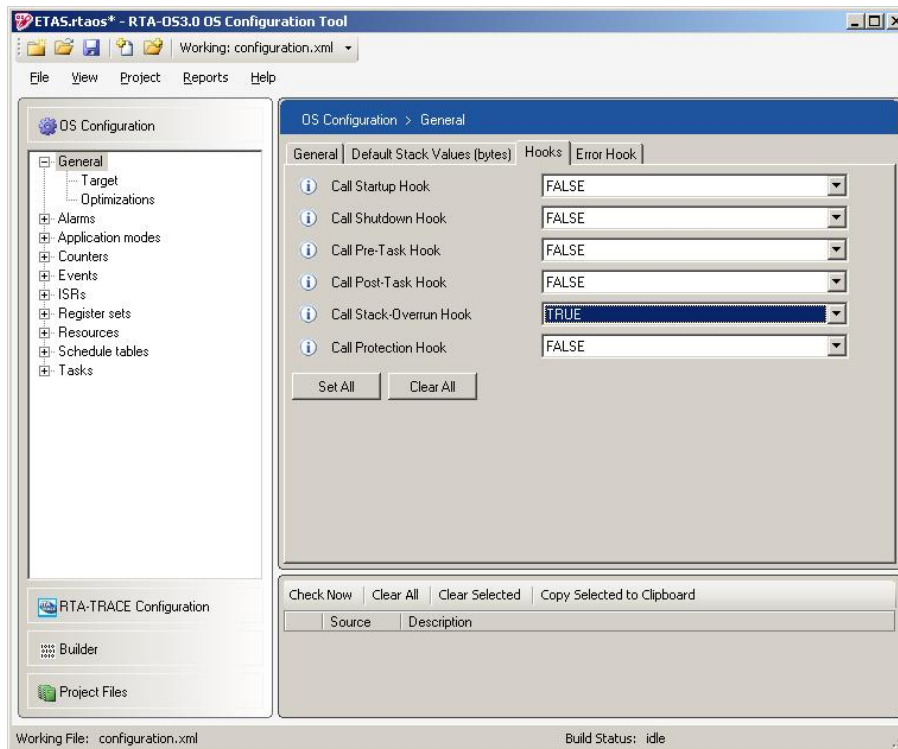 ETAS.rtaos* - RTA-OS3.0 OS Configuration Tool
Working: configuration.xml
File View Project Reports Help
OS Configuration
General
Target
Optimizations
Alarms
Application modes
Counters
Events
ISRs
Register sets
Resources
Schedule tables
Tasks
RTA-TRACE Configuration
Builder
Project Files
OS Configuration > General
General Default Stack Values (bytes) Hooks Error Hook
Call Startup Hook FALSE
Call Shutdown Hook FALSE
Call Pre-Task Hook FALSE
Call Post-Task Hook FALSE
Call Stack-Overrun Hook TRUE
Call Protection Hook FALSE
Set All Clear All
Check Now Clear All Clear Selected Copy Selected to Clipboard
Source Description
Working File: configuration.xml Build Status: idle